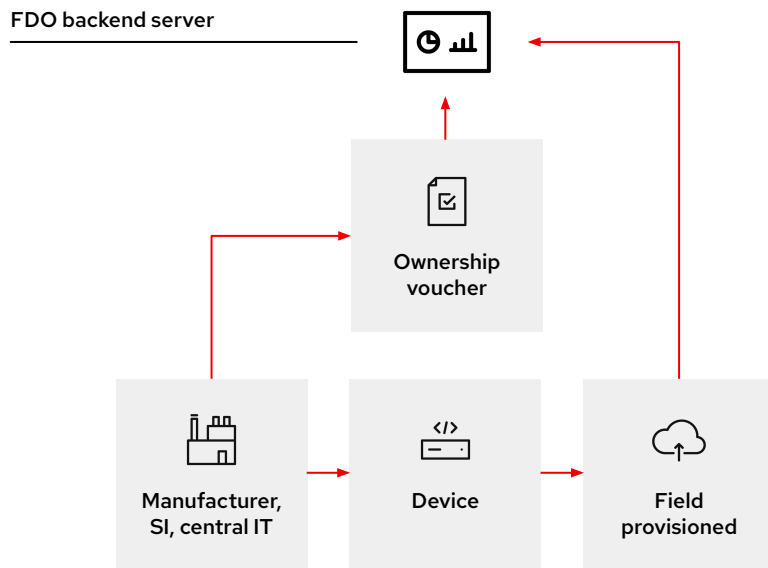 FDO backend server
Ownership
voucher
Manufacturer,
SI, central IT
</>
Device
Field
provisioned